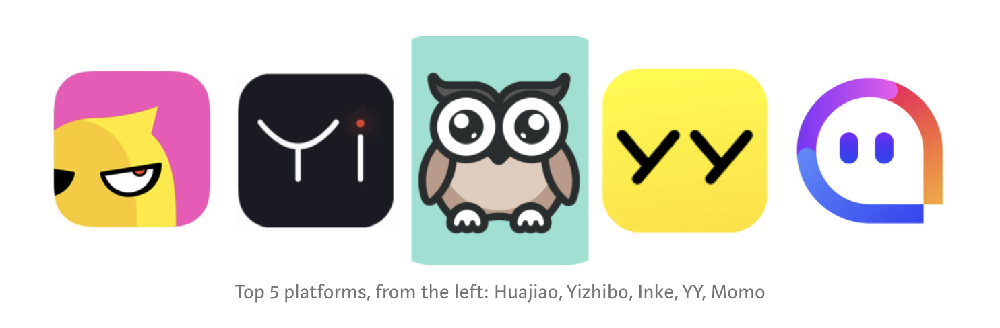 Yi
YY
Top 5 platforms, from the left: Huajiao, Yizhibo, Inke, YY, Momo